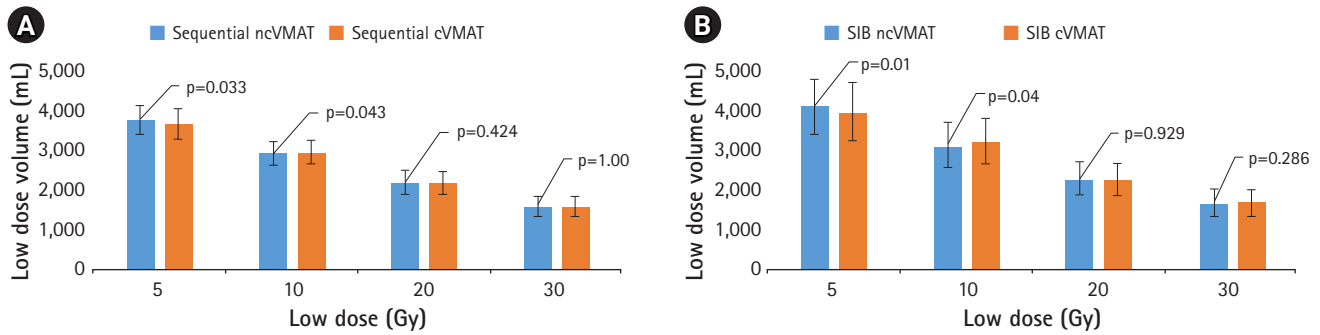 A
Sequential ncVMAT
Sequential cVMAT
Low dose volume (mL)
5,000
4,000
3,000
2,000
1,000
0
p=0.033
p=0.043
p=0.424
p=1.00
5
10
20
30
Low dose (Gy)
B
SIB ncVMAT
SIB cVMAT
Low dose volume (mL)
5,000
4,000
3,000
2,000
1,000
0
p=0.01
p=0.04
p=0.929
p=0.286
5
10
20
30
Low dose (Gy)